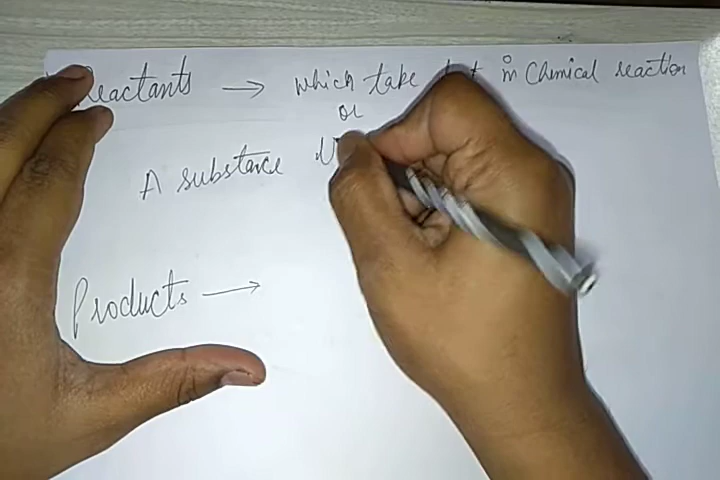 Reactants → which take in Chemical reaction
or
A substance
Products →